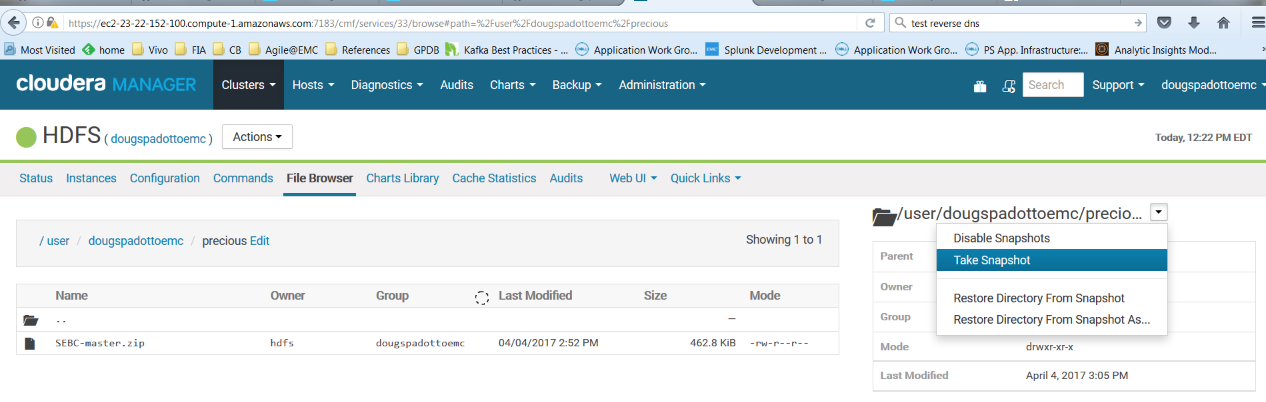 https://ec2-23-22-152-100.compute-1.amazonaws.com:7183/cmf/services/33/browse#path=%2Fuser%2Fdougspadottoemc%2Fprecious test reverse dns
Most Visited home Vivo FIA CB Agile@EMC References GPDB Kafka Best Practices - ... Application Work Gro... Splunk Development ... Application Work Gro... PS App. Infrastructure:... Analytic Insights Mod...
cloudera MANAGER Clusters Hosts Diagnostics Audits Charts Backup Administration Search Support dougspadottoemc
HDFS ( dougspadottoemc ) Actions Today, 12:22 PM EDT
Status Instances Configuration Commands File Browser Charts Library Cache Statistics Audits Web UI Quick Links
/user/dougspadottoemc/precio...
/ user / dougspadottoemc / precious Edit Showing 1 to 1
Disable Snapshots
Take Snapshot
Restore Directory From Snapshot
Restore Directory From Snapshot As...
Parent
Owner
Group
Mode drwxr-xr-x
Last Modified April 4, 2017 3:05 PM
Name Owner Group Last Modified Size Mode
.. —
SEBC-master.zip hdfs dougspadottoemc 04/04/2017 2:52 PM 462.8 KiB -rw-r--r--